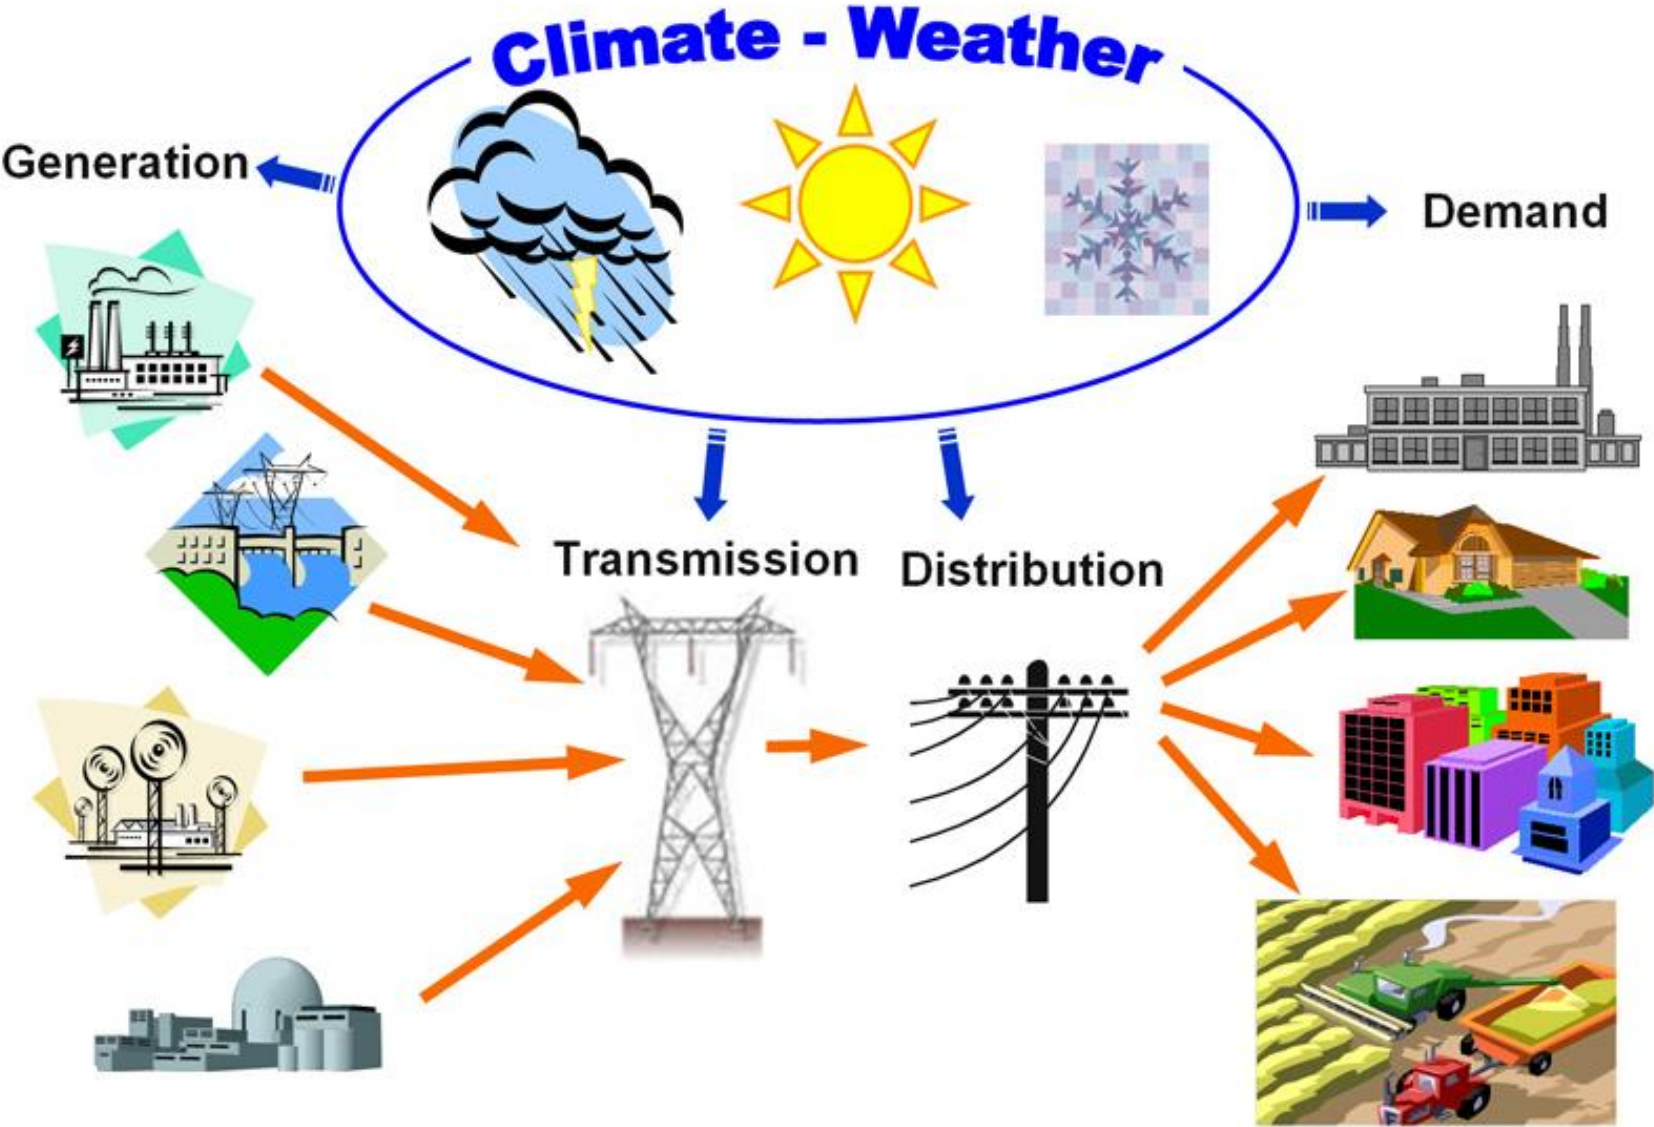 Climate - Weather
Generation
Demand
Transmission
Distribution